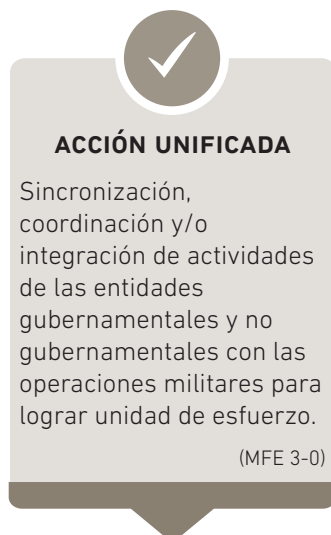 ACCIÓN UNIFICADA
Sincronización,
coordinación y/o
integración de actividades
de las entidades
gubernamentales y no
gubernamentales con las
operaciones militares para
lograr unidad de esfuerzo.
(MFE 3-0)